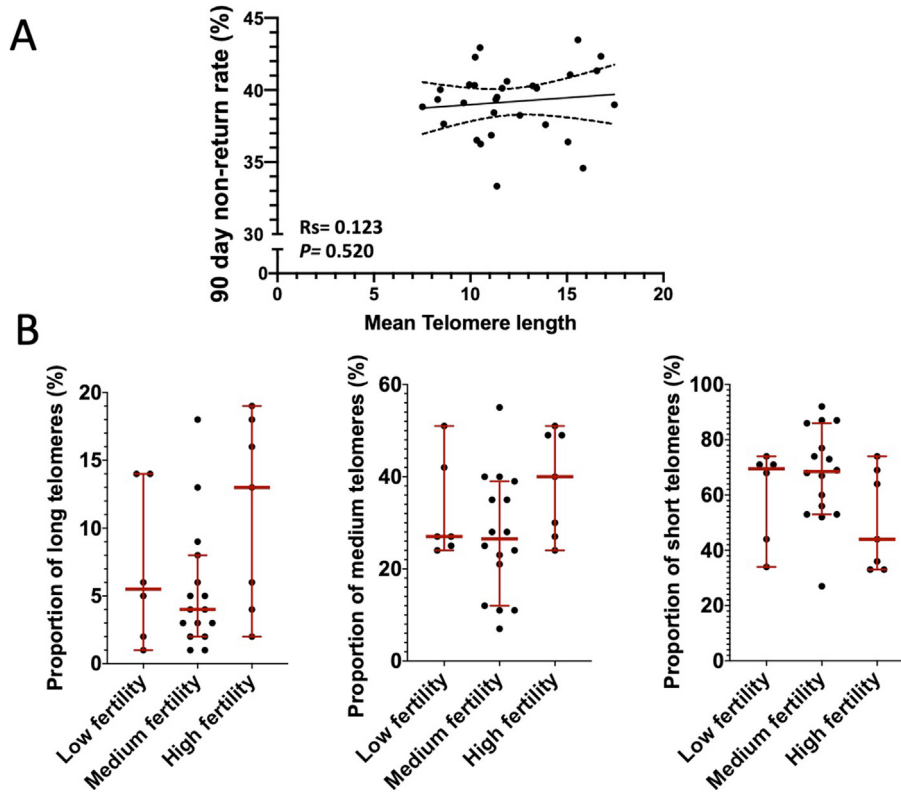 A
90 day non-return rate (%)
45
40
35
30
0
Rs= 0.123
P= 0.520
0
5
10
15
20
Mean Telomere length
B
Proportion of long telomeres (%)
20
15
10
5
0
Low fertility
Medium fertility
High fertility
Proportion of medium telomeres (%)
60
40
20
0
Low fertility
Medium fertility
High fertility
Proportion of short telomeres (%)
100
80
60
40
20
0
Low fertility
Medium fertility
High fertility